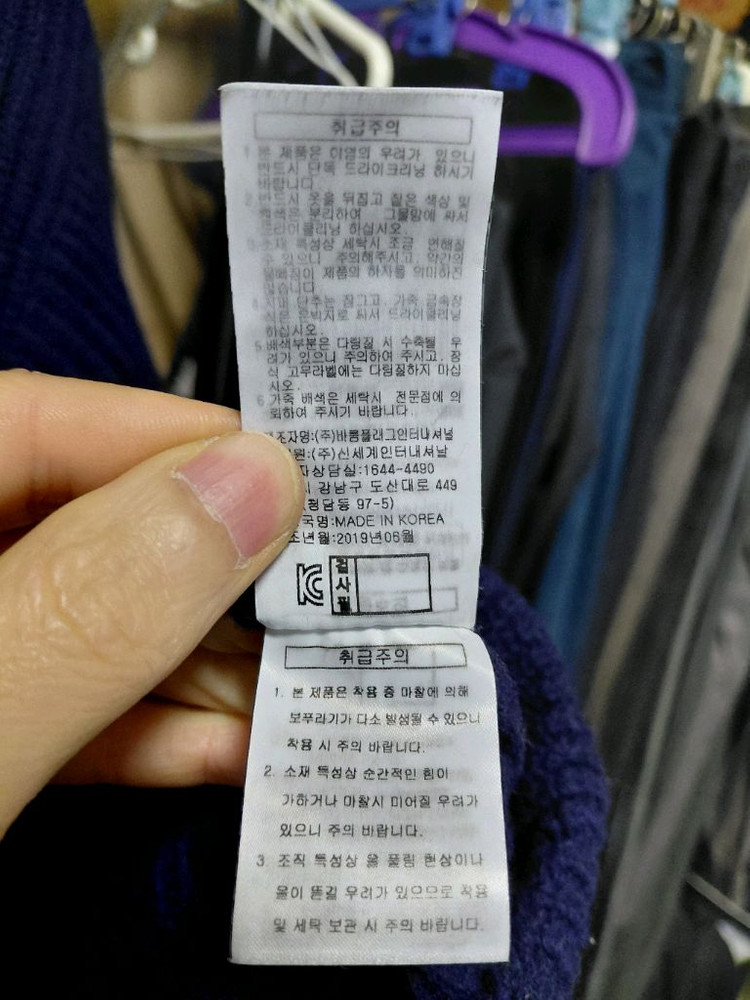 취급주의
1.본 제품은 이염의 우려가 있으니
반드시 단독 드라이크리닝 하시기
바랍니다.
2.반드시 옷을 뒤집고 짙은 색상 및
흰색은 분리하여 그물망에 싸서
드라이클리닝 하십시오.
3.소재 특성상 세탁시 조금 연해질
수 있으니 주의해주시고. 약간의
물빠짐이 제품의 하자를 의미하진
않습니다.
4.지퍼 단추는 잠그고. 가죽 금속장
식은 은박지로 싸서 드라이클리닝
하십시오.
5.배색부분은 다림질 시 수축될 우
려가 있으니 주의하여 주시고. 장
식 고무라벨에는 다림질하지 마십
시오.
6.가죽 배색은 세탁시 전문점에 의
뢰하여 주시기 바랍니다.
조자명:(주)바톰플래그인터내셔널
원:(주)신세계인터내셔날
자상담실:1644-4490
강남구 도산대로 449
청담동 97-5)
국명:MADE IN KOREA
조년월:2019년06월
KC 검사필
취급주의
1. 본 제품은 착용 중 마찰에 의해
보푸라기가 다소 발생될 수 있으니
착용 시 주의 바랍니다.
2. 소재 특성상 순간적인 힘이
가하거나 마찰시 미어질 우려가
있으니 주의 바랍니다.
3 조직 특성상 올 풀림 현상이나
올이 뜯길 우려가 있으므로 착용
및 세탁 보관 시 주의 바랍니다.